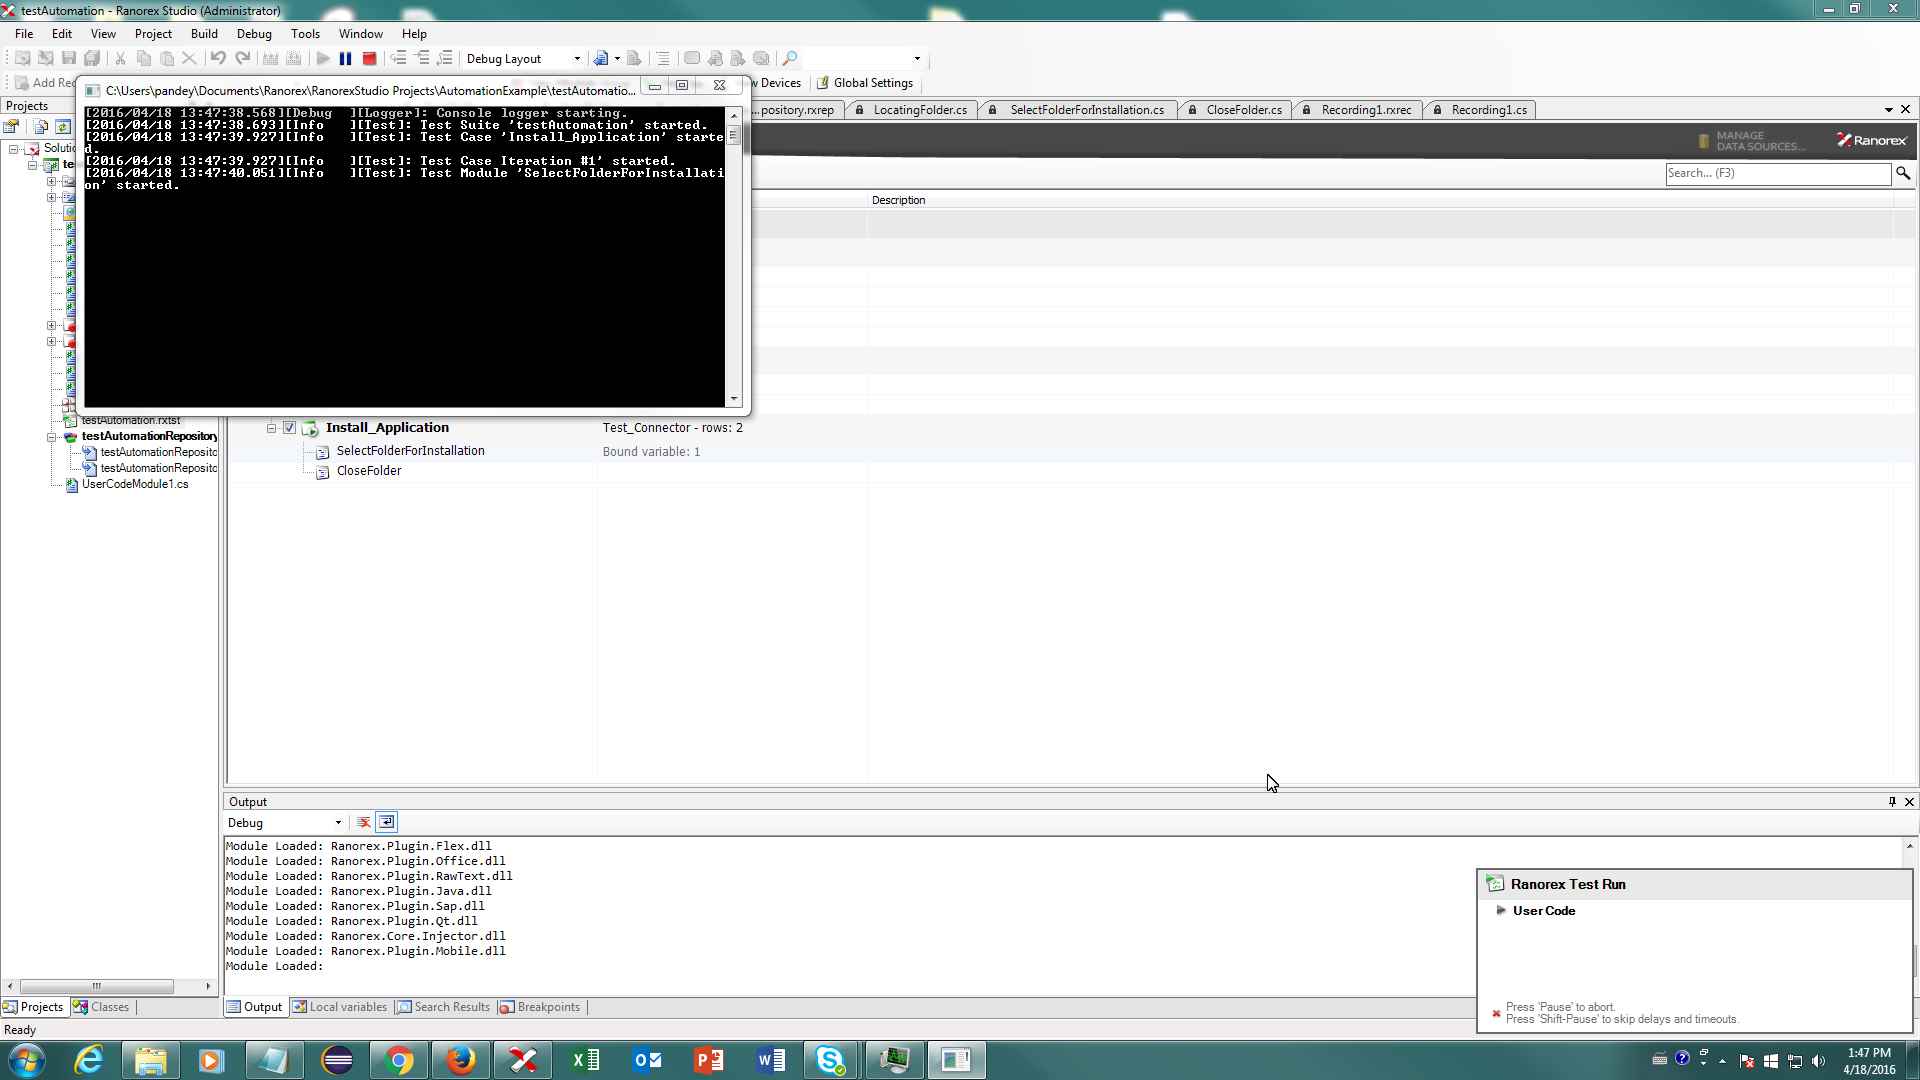 testAutomation - Ranorex Studio (Administrator)
File Edit View Project Build Debug Tools Window Help
Debug Layout
Add Rec
Devices Global Settings
C:\Users\pandey\Documents\Ranorex\RanorexStudio Projects\AutomationExample\testAutomatio...
Projects
...pository.rxrep LocatingFolder.cs SelectFolderForInstallation.cs CloseFolder.cs Recording1.rxrec Recording1.cs
[2016/04/18 13:47:38.568][Debug ][Logger]: Console logger starting.
[2016/04/18 13:47:38.693][Info ][Test]: Test Suite 'testAutomation' started.
[2016/04/18 13:47:39.927][Info ][Test]: Test Case 'Install_Application' starte
d.
[2016/04/18 13:47:39.927][Info ][Test]: Test Case Iteration #1' started.
[2016/04/18 13:47:40.051][Info ][Test]: Test Module 'SelectFolderForInstallati
on' started.
MANAGE
DATA SOURCES...
Ranorex
Solutio
te
Search... (F3)
Description
testAutomation.rxtst
testAutomationRepository
testAutomationReposito
testAutomationReposito
UserCodeModule1.cs
Install_Application Test_Connector - rows: 2
SelectFolderForInstallation Bound variable: 1
CloseFolder
Output
Debug
Module Loaded: Ranorex.Plugin.Flex.dll
Module Loaded: Ranorex.Plugin.Office.dll
Module Loaded: Ranorex.Plugin.RawText.dll
Module Loaded: Ranorex.Plugin.Java.dll
Module Loaded: Ranorex.Plugin.Sap.dll
Module Loaded: Ranorex.Plugin.Qt.dll
Module Loaded: Ranorex.Core.Injector.dll
Module Loaded: Ranorex.Plugin.Mobile.dll
Module Loaded:
Ranorex Test Run
User Code
Press 'Pause' to abort.
Press 'Shift-Pause' to skip delays and timeouts.
Projects Classes
Output Local variables Search Results Breakpoints
Ready
1:47 PM
4/18/2016